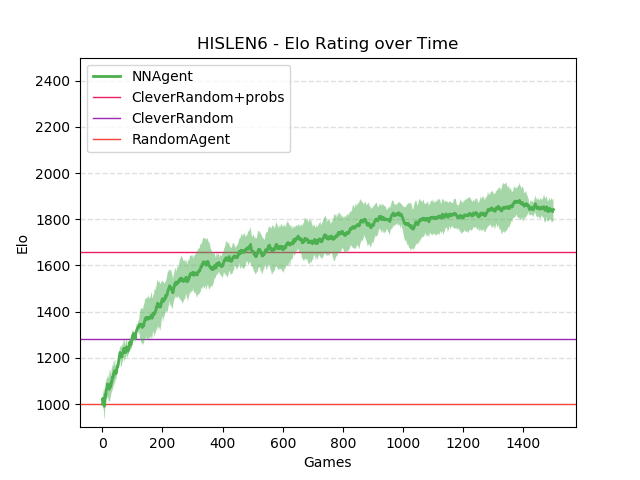 HISLEN6 - Elo Rating over Time
NNAgent
CleverRandom+probs
CleverRandom
RandomAgent
2400
2200
2000
1800
1600
1400
1200
1000
Elo
0 200 400 600 800 1000 1200 1400
Games